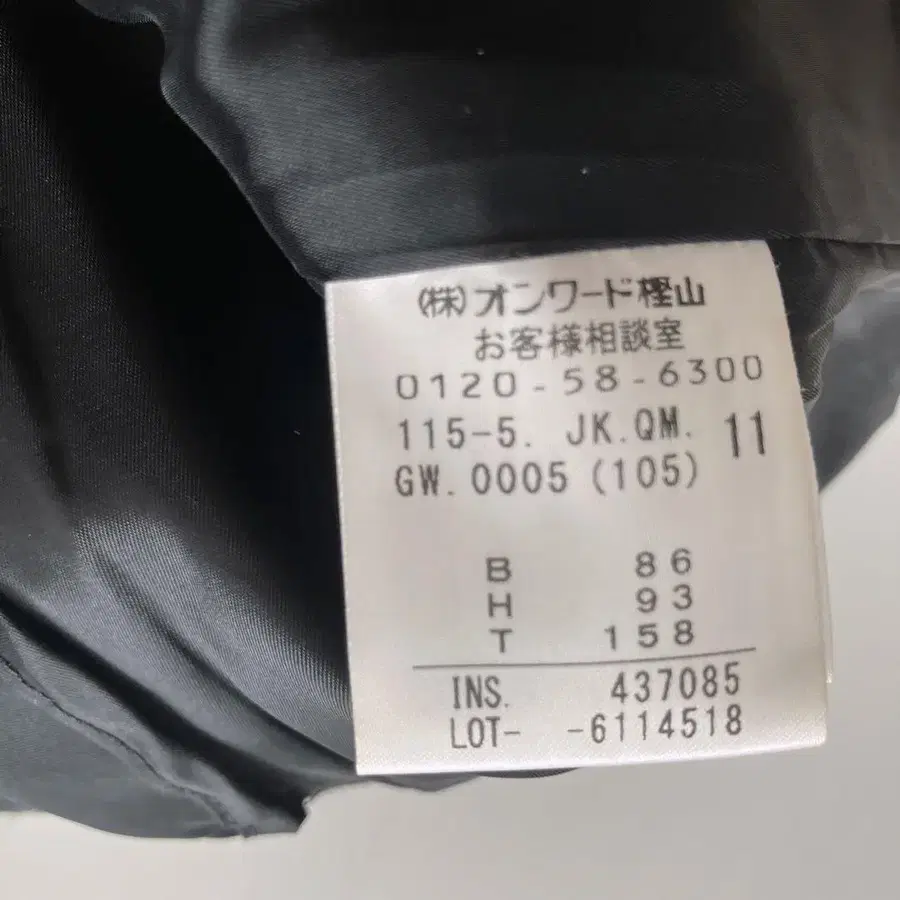 (株)オンワード樫山
お客様相談室
0120-58-6300
115-5. JK.QM. 11
GW.0005 (105)
B 86
H 93
T 158
INS. 437085
LOT- -6114518